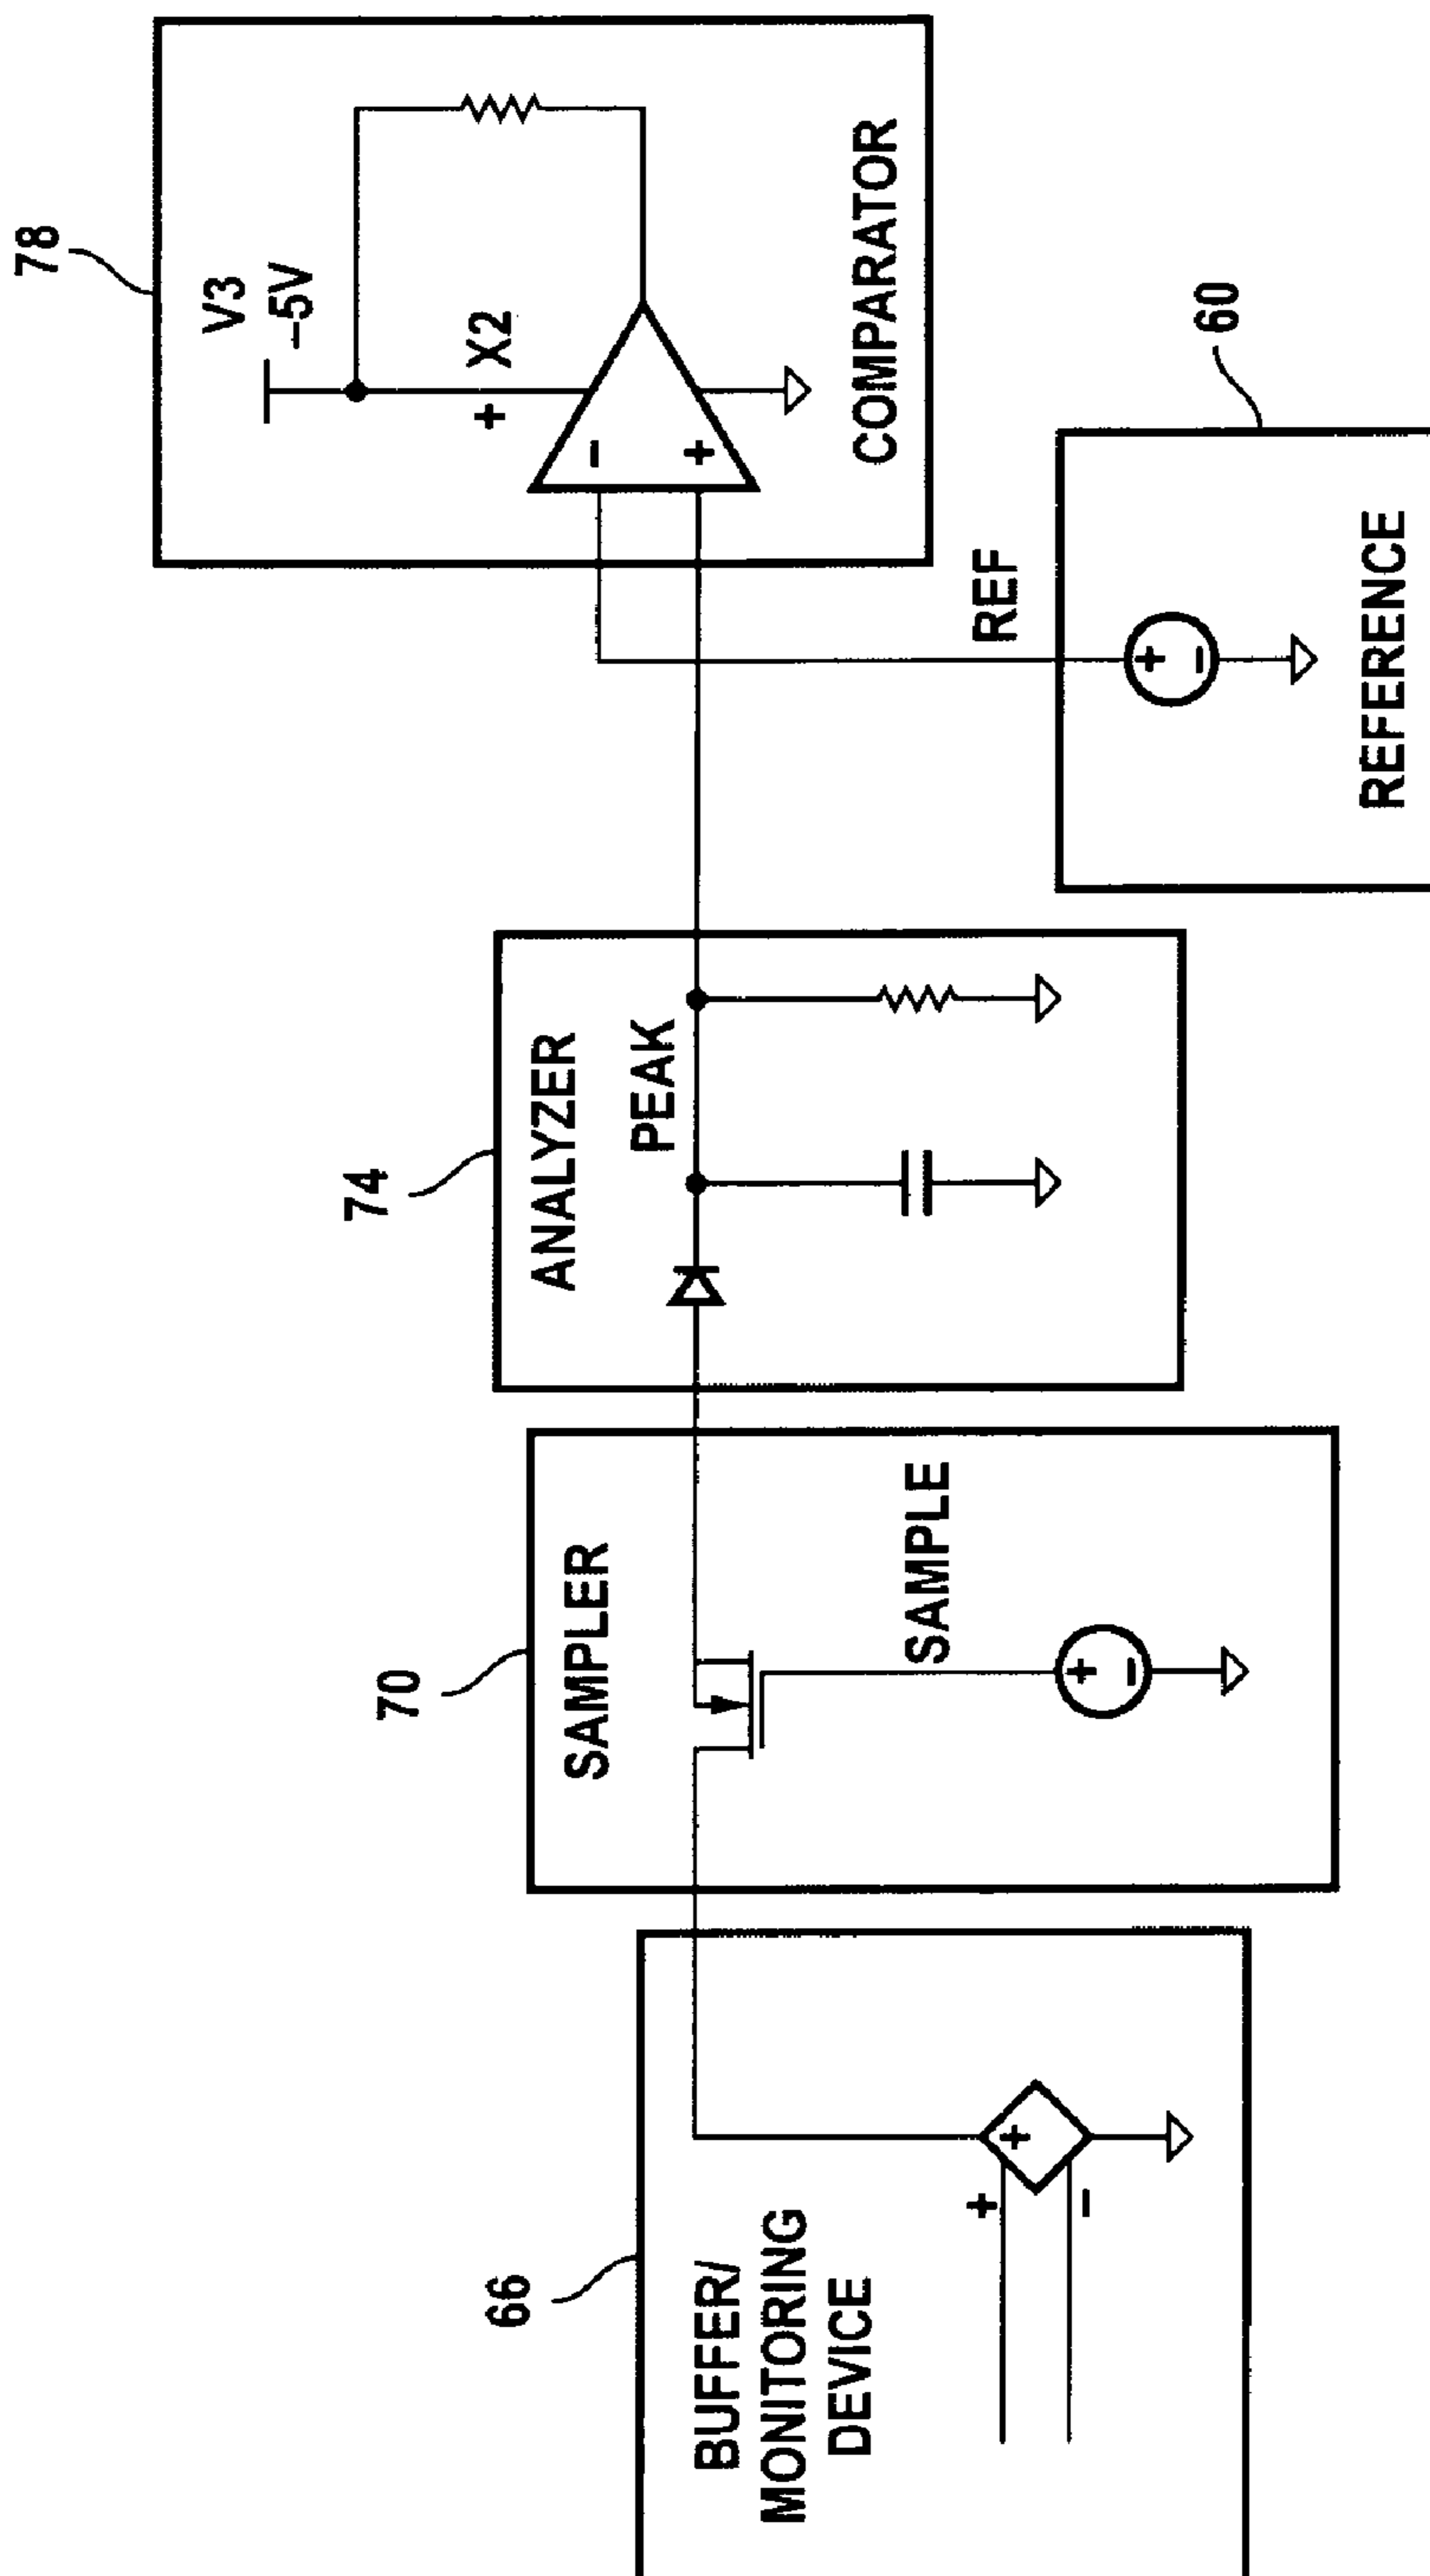 66
BUFFER/
MONITORING
DEVICE
+
+
−
70
SAMPLER
SAMPLE
+
−
74
ANALYZER
PEAK
78
V3
−5V
X2
+
−
+
COMPARATOR
REF
60
+
−
REFERENCE